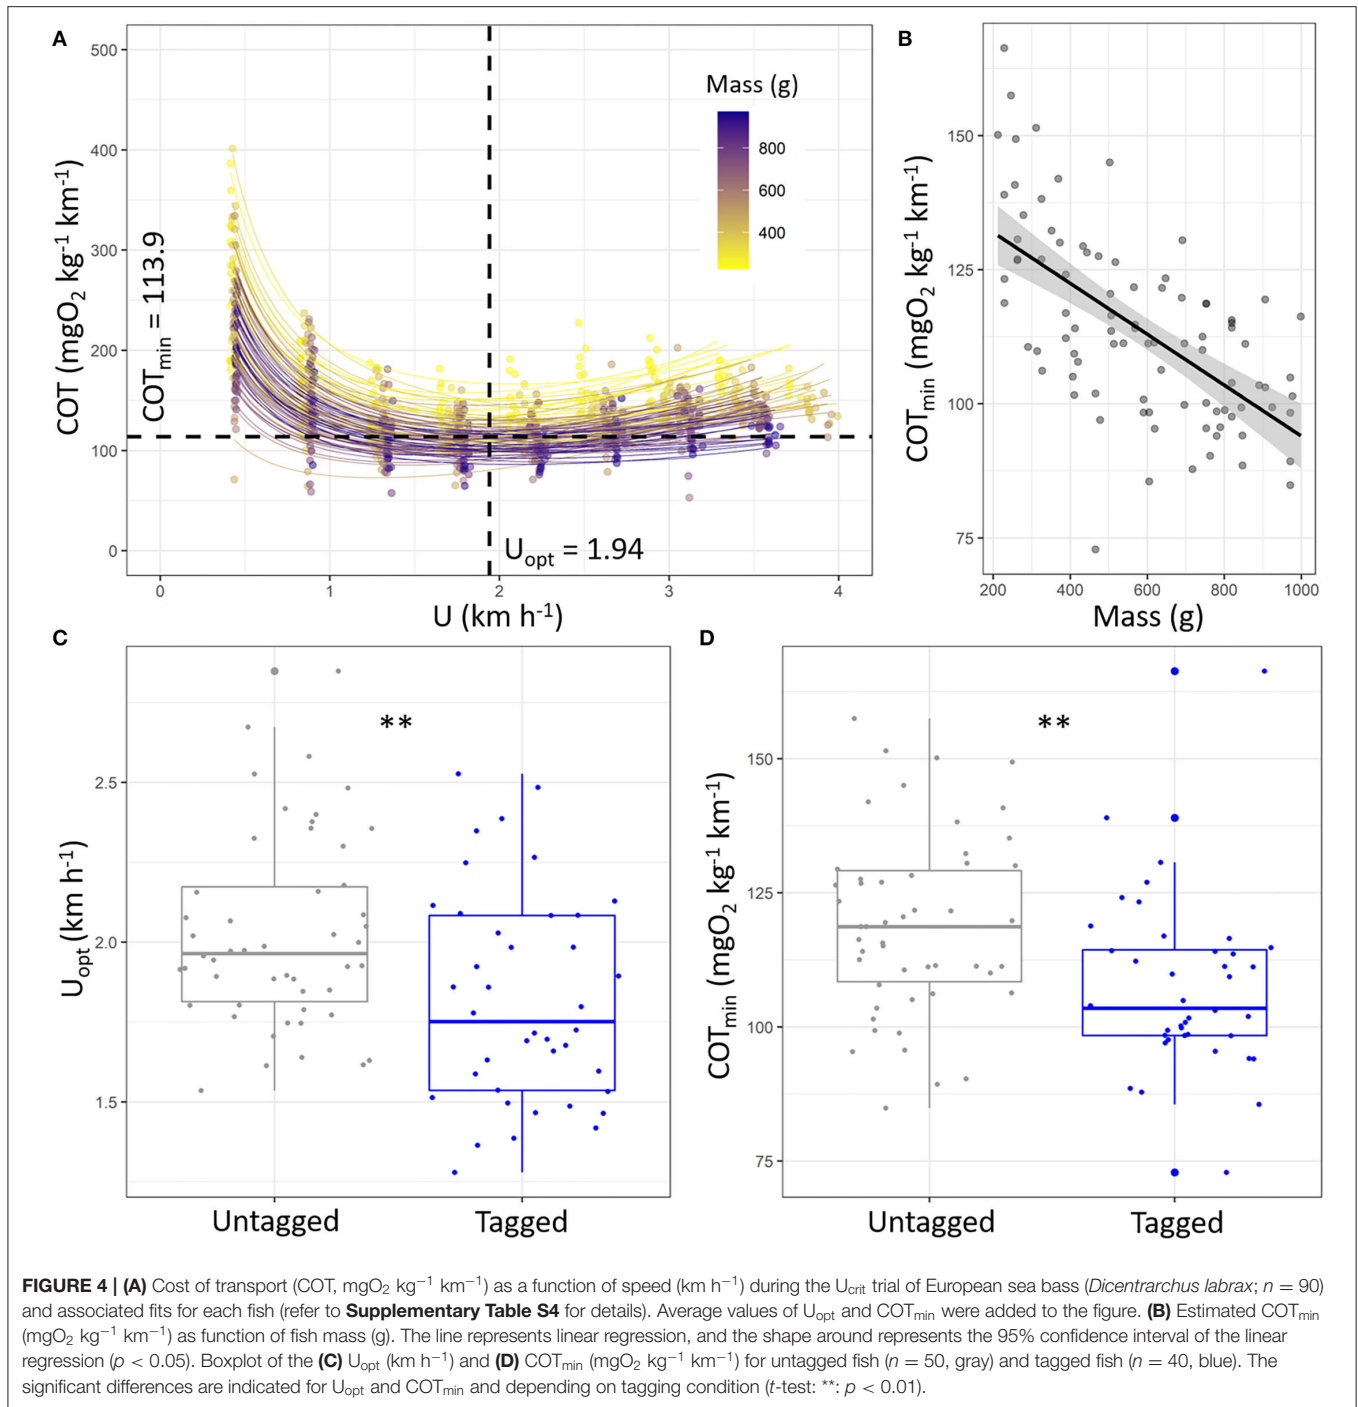 A
500
400
300
200
100
0
COT (mgO₂ kg⁻¹ km⁻¹)
COTmin = 113.9
Mass (g)
800
600
400
Uopt = 1.94
0 1 2 3 4
U (km h⁻¹)
B
150
125
100
75
COTmin (mgO₂ kg⁻¹ km⁻¹)
200 400 600 800 1000
Mass (g)
C
**
2.5
2.0
1.5
Uopt (km h⁻¹)
Untagged Tagged
D
**
150
125
100
75
COTmin (mgO₂ kg⁻¹ km⁻¹)
Untagged Tagged
FIGURE 4 | (A) Cost of transport (COT, mgO₂ kg⁻¹ km⁻¹) as a function of speed (km h⁻¹) during the Ucrit trial of European sea bass (Dicentrarchus labrax; n = 90)
and associated fits for each fish (refer to Supplementary Table S4 for details). Average values of Uopt and COTmin were added to the figure. (B) Estimated COTmin
(mgO₂ kg⁻¹ km⁻¹) as function of fish mass (g). The line represents linear regression, and the shape around represents the 95% confidence interval of the linear
regression (p < 0.05). Boxplot of the (C) Uopt (km h⁻¹) and (D) COTmin (mgO₂ kg⁻¹ km⁻¹) for untagged fish (n = 50, gray) and tagged fish (n = 40, blue). The
significant differences are indicated for Uopt and COTmin and depending on tagging condition (t-test: **: p < 0.01).